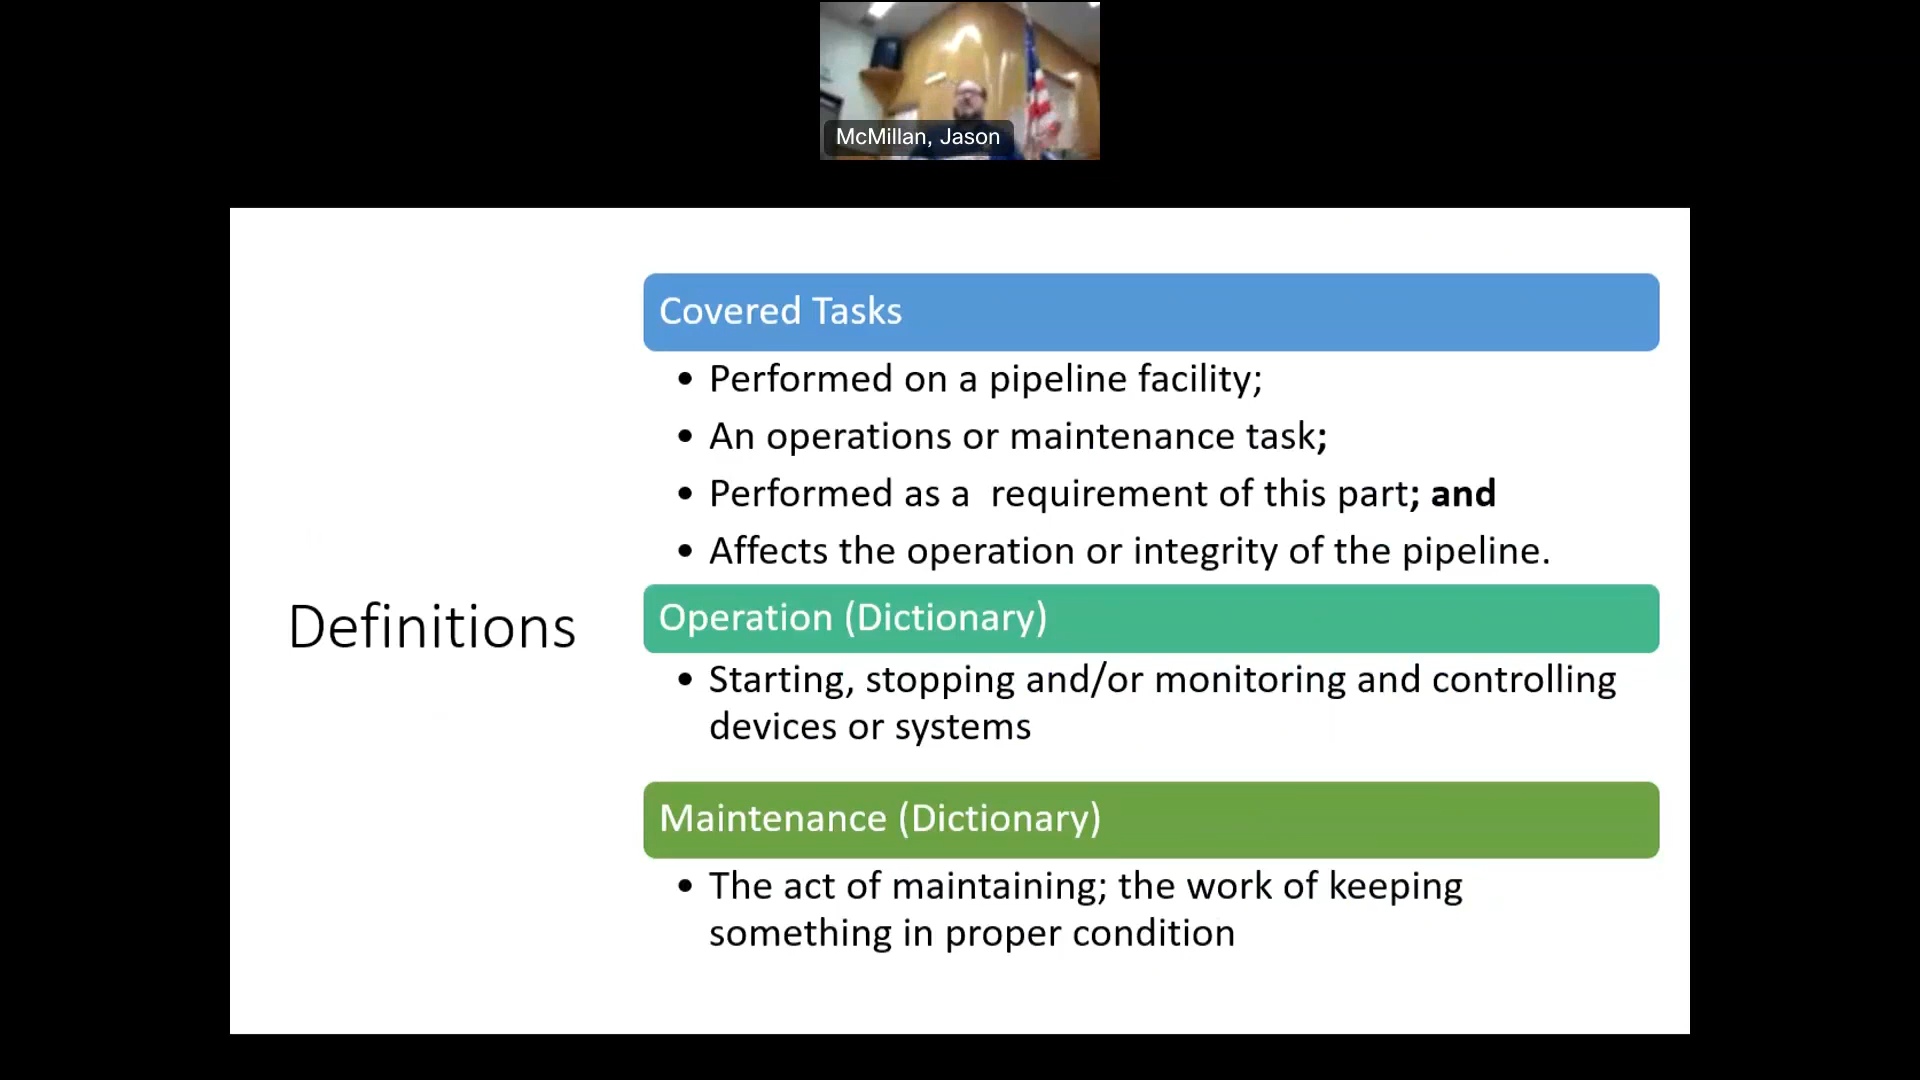 McMillan, Jason
Covered Tasks
• Performed on a pipeline facility;
• An operations or maintenance task;
• Performed as a  requirement of this part; and
• Affects the operation or integrity of the pipeline.
Definitions
Operation (Dictionary)
• Starting, stopping and/or monitoring and controlling
devices or systems
Maintenance (Dictionary)
• The act of maintaining; the work of keeping
something in proper condition